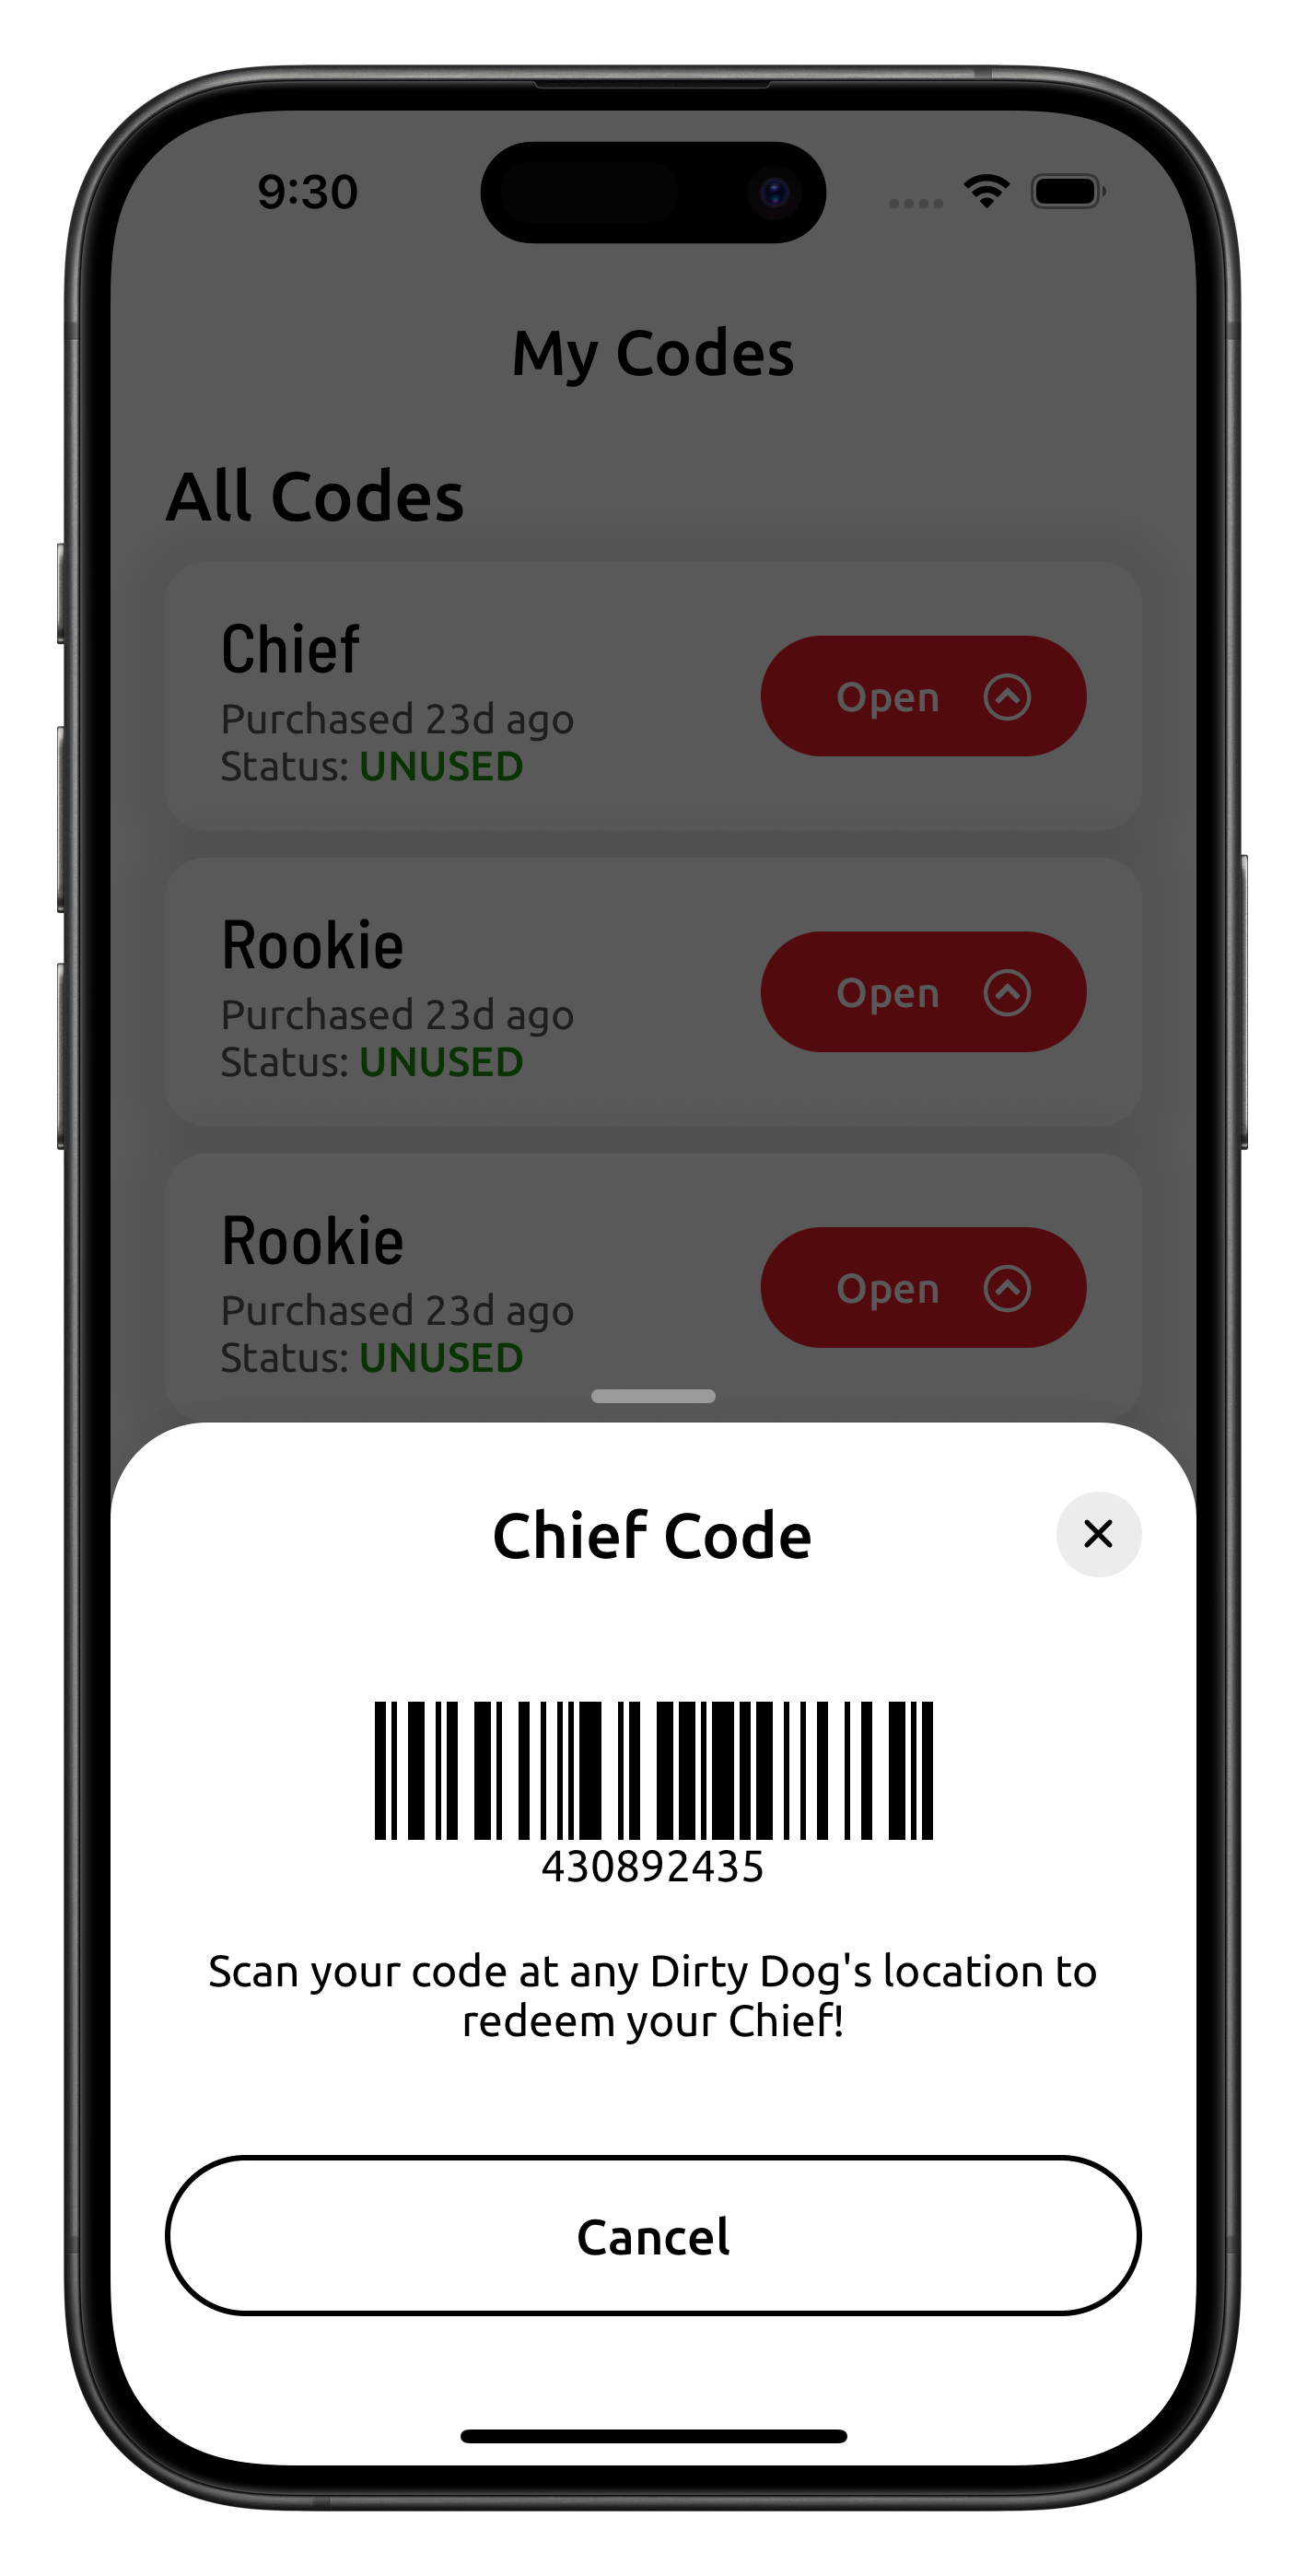 9:30
My Codes
All Codes
Chief
Purchased 23d ago
Status: UNUSED
Open
Rookie
Purchased 23d ago
Status: UNUSED
Open
Rookie
Purchased 23d ago
Status: UNUSED
Open
Chief Code
430892435
Scan your code at any Dirty Dog's location to
redeem your Chief!
Cancel